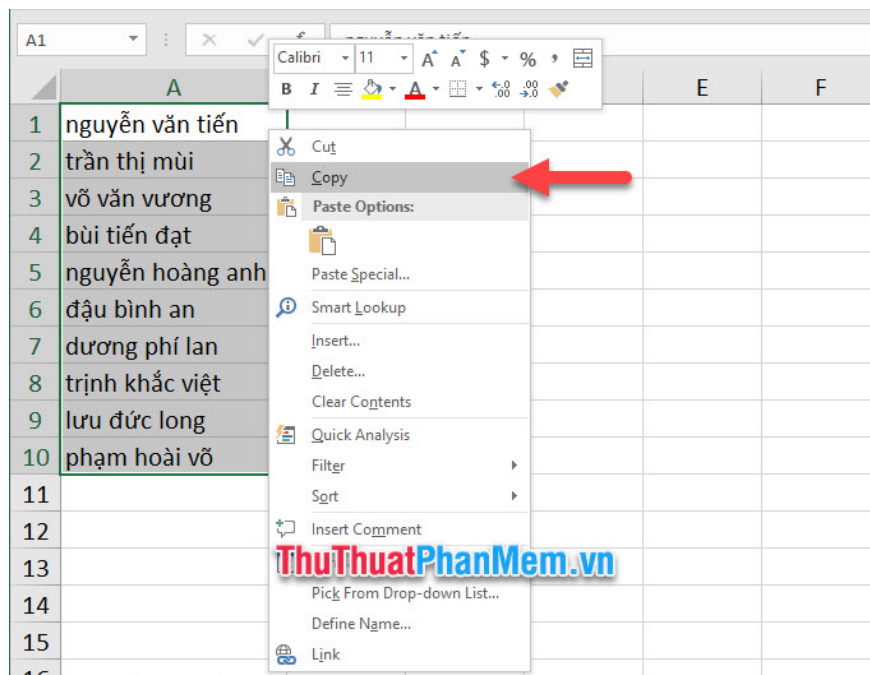 A1
nguyễn văn tiến
Calibri 11 A A $ % ,
B I A .00 .00
A E F
1 nguyễn văn tiến
2 trần thị mùi
3 võ văn vương
4 bùi tiến đạt
5 nguyễn hoàng anh
6 đậu bình an
7 dương phí lan
8 trịnh khắc việt
9 lưu đức long
10 phạm hoài võ
11
12
13
14
15
16
Cut
Copy
Paste Options:
Paste Special...
Smart Lookup
Insert...
Delete...
Clear Contents
Quick Analysis
Filter
Sort
Insert Comment
ThuThuatPhanMem.vn
Pick From Drop-down List...
Define Name...
Link